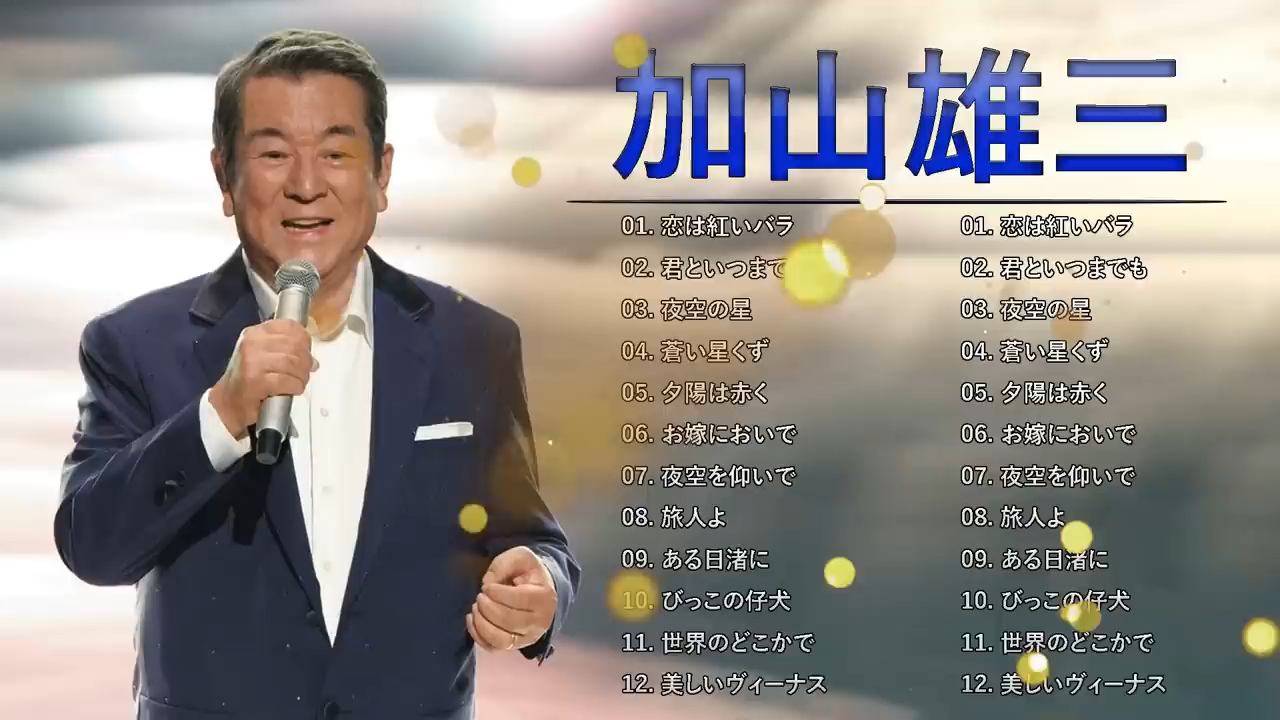 加山雄三
01. 恋は紅いバラ
02. 君といつまで
03. 夜空の星
04. 蒼い星くず
05. 夕陽は赤く
06. お嫁においで
07. 夜空を仰いで
08. 旅人よ
09. ある日渚に
10. びっこの仔犬
11. 世界のどこかで
12. 美しいヴィーナス
01. 恋は紅いバラ
02. 君といつまでも
03. 夜空の星
04. 蒼い星くず
05. 夕陽は赤く
06. お嫁においで
07. 夜空を仰いで
08. 旅人よ
09. ある日渚に
10. びっこの仔犬
11. 世界のどこかで
12. 美しいヴィーナス